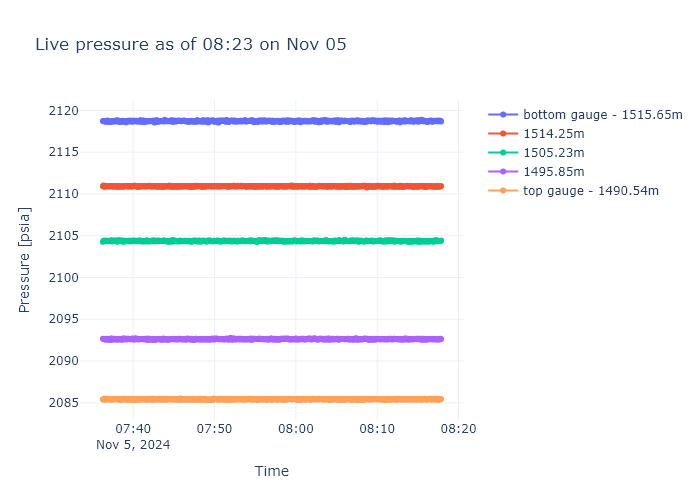 Live pressure as of 08:23 on Nov 05
2120
2115
2110
2105
2100
2095
2090
2085
Pressure [psia]
07:40
07:50
08:00
08:10
08:20
Nov 5, 2024
Time
bottom gauge - 1515.65m
1514.25m
1505.23m
1495.85m
top gauge - 1490.54m